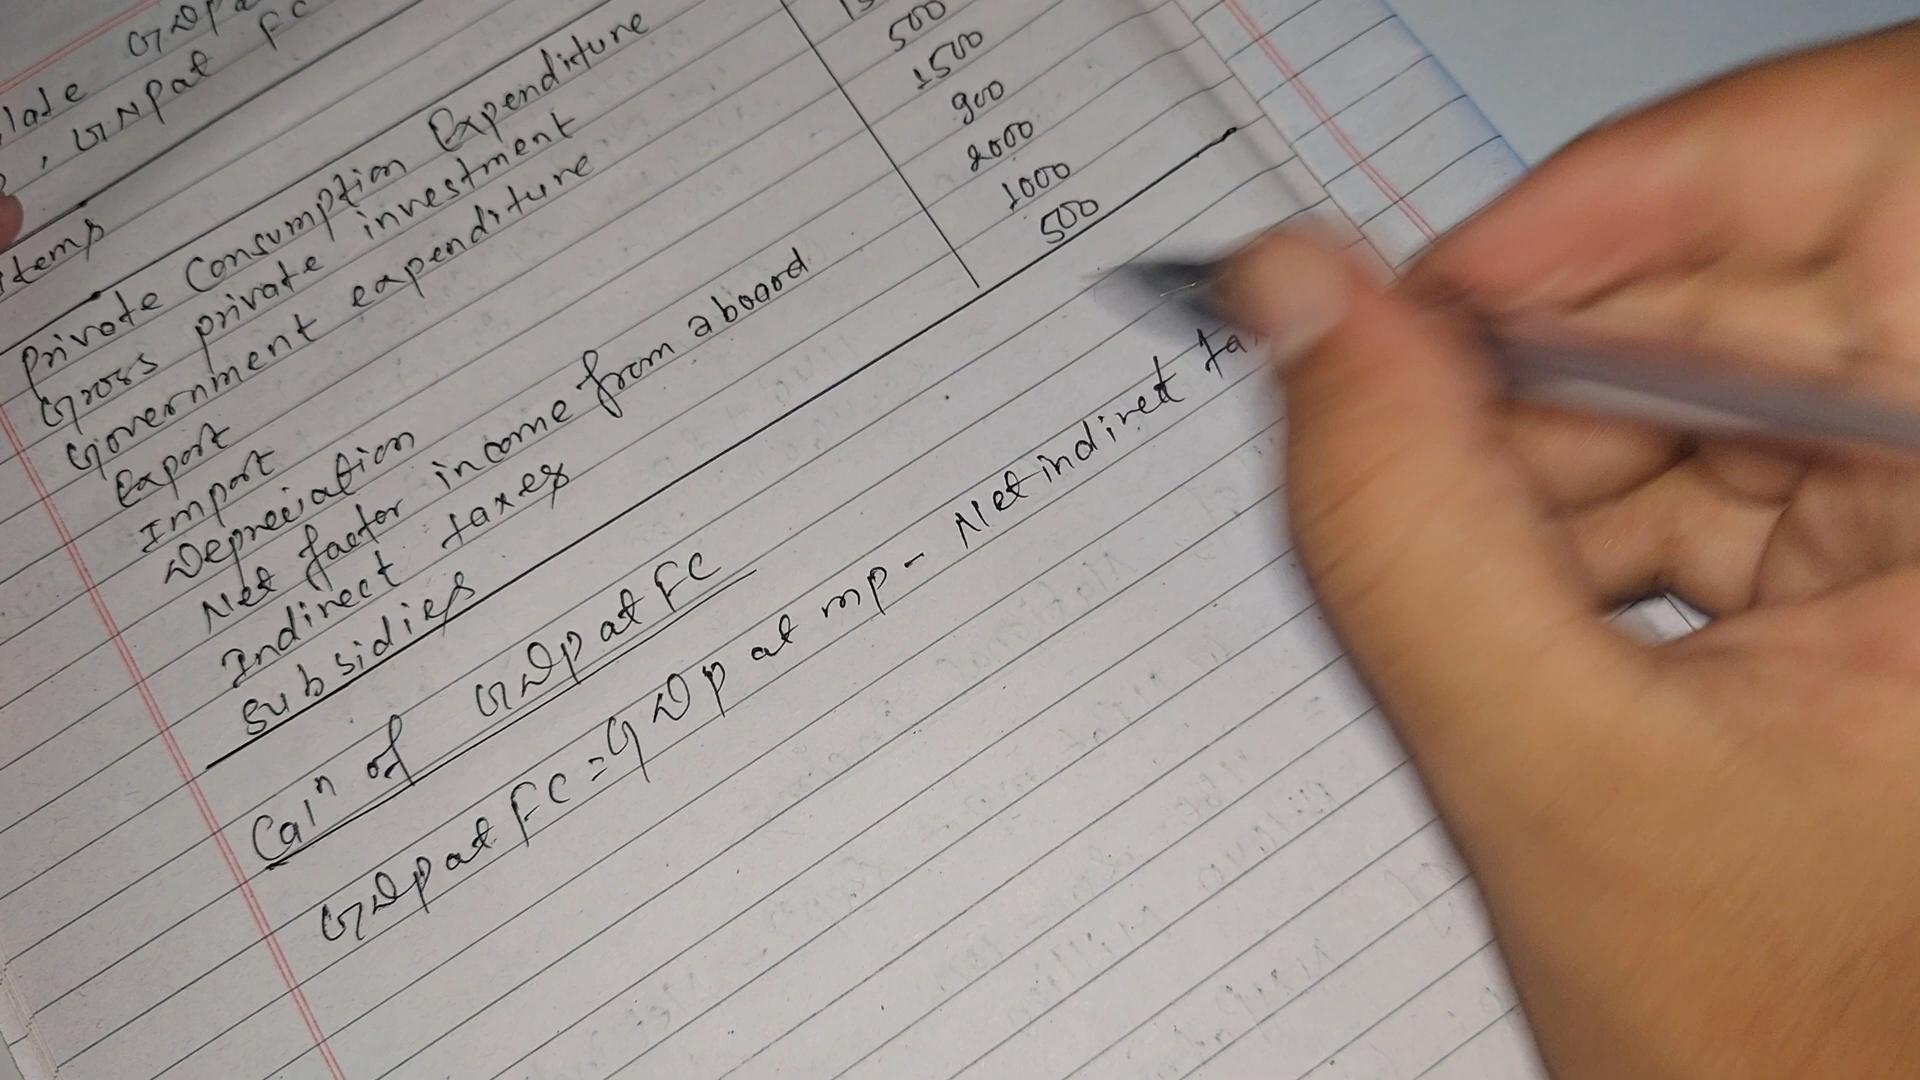 GDP
, GNP at FC
items
Private Consumption Expenditure
Gross private investment 500
Government expenditure 1500
Export 900
Import 2000
Depreciation 1000
Net factor income from aboard 500
Indirect taxes
Subsidies
Calⁿ of GDP at FC
GDP at FC = GDP at mp - Net indirect